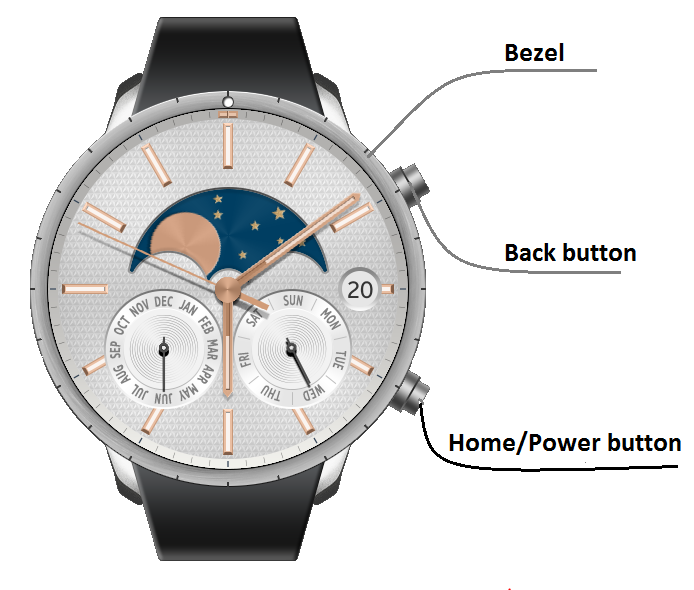 Bezel
Back button
20
DEC
JAN
FEB
MAR
APR
MAY
JUN
JUL
AUG
SEP
OCT
NOV
SUN
MON
TUE
WED
THU
FRI
SAT
Home/Power button